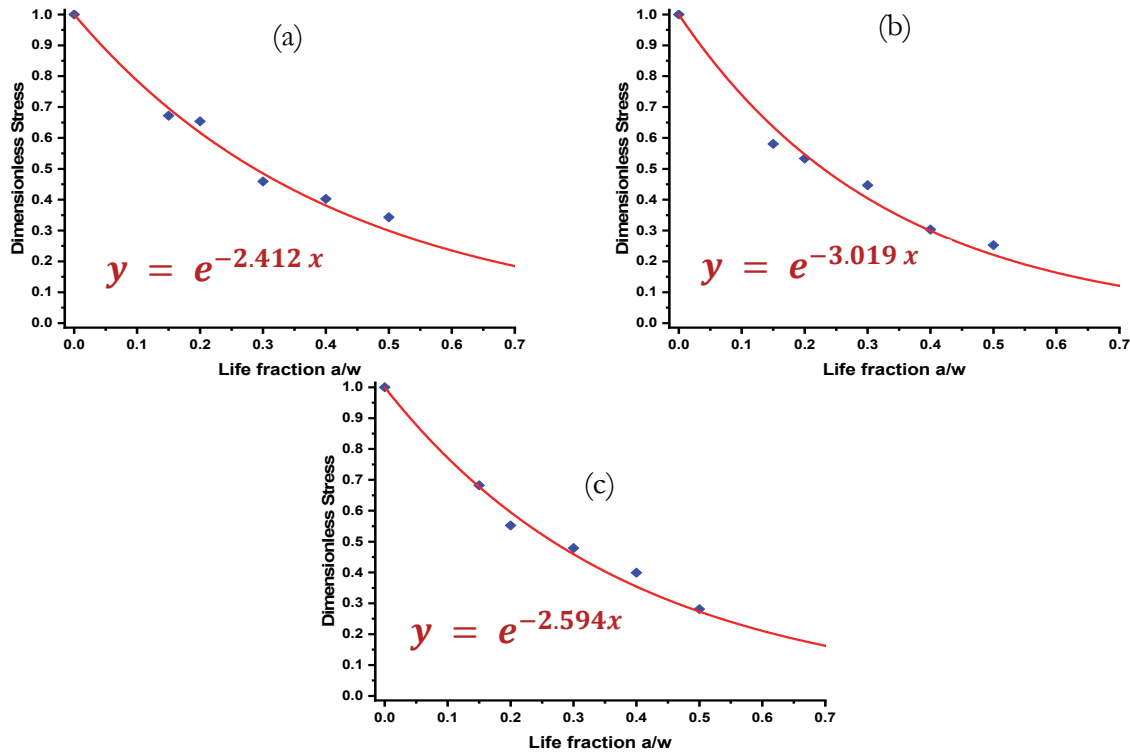 (a)
Dimensionless Stress
1.0
0.9
0.8
0.7
0.6
0.5
0.4
0.3
0.2
0.1
0.0
y = e^{-2.412 x}
0.0 0.1 0.2 0.3 0.4 0.5 0.6 0.7
Life fraction a/w
(b)
Dimensionless Stress
1.0
0.9
0.8
0.7
0.6
0.5
0.4
0.3
0.2
0.1
0.0
y = e^{-3.019 x}
0.0 0.1 0.2 0.3 0.4 0.5 0.6 0.7
Life fraction a/w
(c)
Dimensionless Stress
1.0
0.9
0.8
0.7
0.6
0.5
0.4
0.3
0.2
0.1
0.0
y = e^{-2.594x}
0.0 0.1 0.2 0.3 0.4 0.5 0.6 0.7
Life fraction a/w